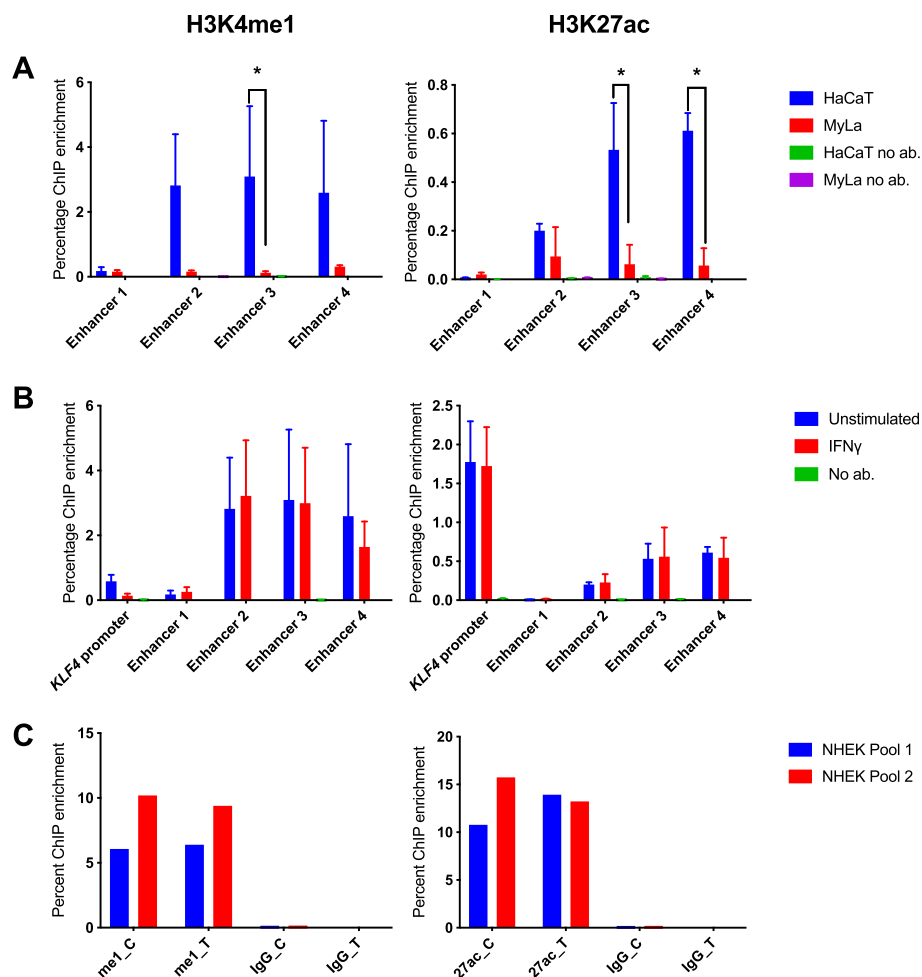 H3K4me1
H3K27ac
A
Percentage ChIP enrichment
6
4
2
0
*
Enhancer 1
Enhancer 2
Enhancer 3
Enhancer 4
Percentage ChIP enrichment
0.8
0.6
0.4
0.2
0.0
*
*
Enhancer 1
Enhancer 2
Enhancer 3
Enhancer 4
HaCaT
MyLa
HaCaT no ab.
MyLa no ab.
B
Percentage ChIP enrichment
6
4
2
0
KLF4 promoter
Enhancer 1
Enhancer 2
Enhancer 3
Enhancer 4
Percentage ChIP enrichment
2.5
2.0
1.5
1.0
0.5
0.0
KLF4 promoter
Enhancer 1
Enhancer 2
Enhancer 3
Enhancer 4
Unstimulated
IFNγ
No ab.
C
Percent ChIP enrichment
15
10
5
0
me1_C
me1_T
IgG_C
IgG_T
Percent ChIP enrichment
20
15
10
5
0
27ac_C
27ac_T
IgG_C
IgG_T
NHEK Pool 1
NHEK Pool 2